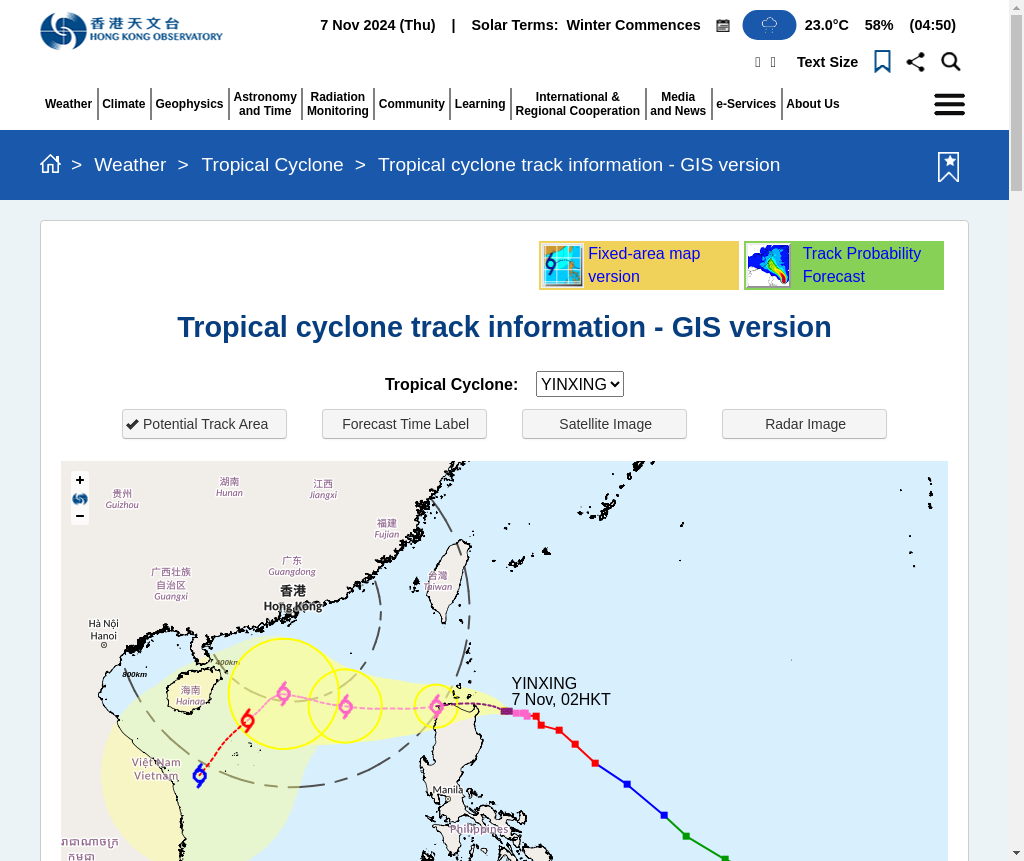 香港天文台
HONG KONG OBSERVATORY
7 Nov 2024 (Thu) | Solar Terms: Winter Commences 23.0°C 58% (04:50)
Text Size
Weather Climate Geophysics Astronomy and Time Radiation Monitoring Community Learning International & Regional Cooperation Media and News e-Services About Us
> Weather > Tropical Cyclone > Tropical cyclone track information - GIS version
Fixed-area map version
Track Probability Forecast
Tropical cyclone track information - GIS version
Tropical Cyclone: YINXING
Potential Track Area Forecast Time Label Satellite Image Radar Image
+
−
贵州
Guizhou
湖南
Hunan
江西
Jiangxi
福建
Fujian
广东
Guangdong
台灣
Taiwan
广西壮族
自治区
Guangxi
香港
Hong Kong
Hà Nội
Hanoi
400km
800km
海南
Hainan
YINXING
7 Nov, 02HKT
Việt Nam
Vietnam
Manila
Philippines
កម្ពុជា